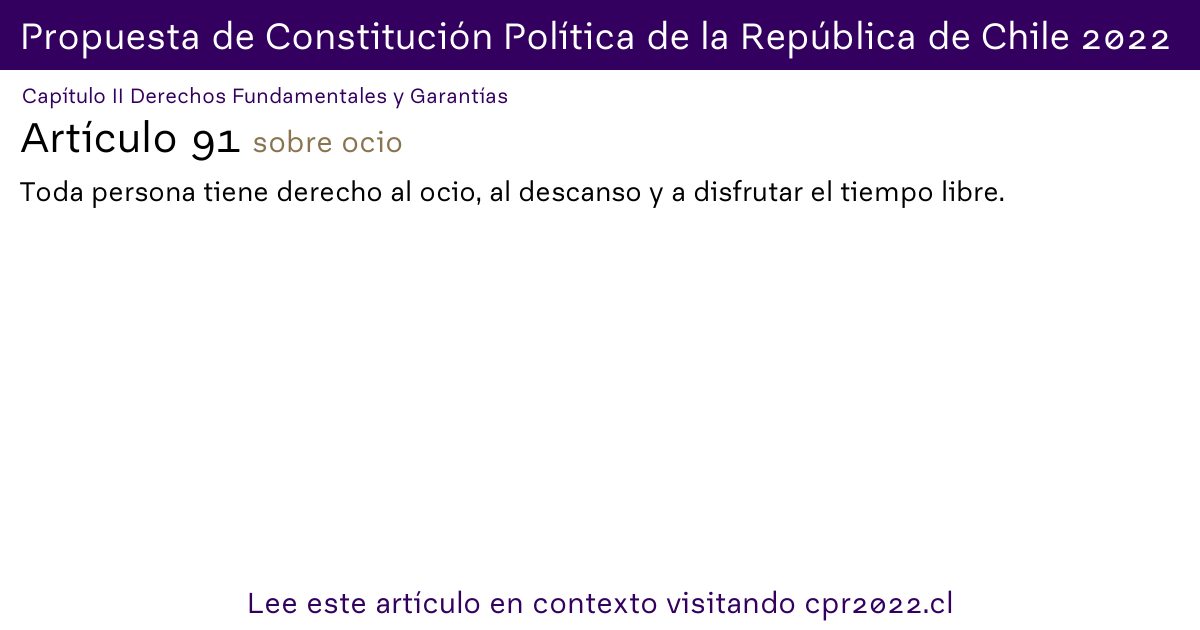 Propuesta de Constitución Política de la República de Chile 2022
Capítulo II Derechos Fundamentales y Garantías
Artículo 91 sobre ocio
Toda persona tiene derecho al ocio, al descanso y a disfrutar el tiempo libre.
Lee este artículo en contexto visitando cpr2022.cl